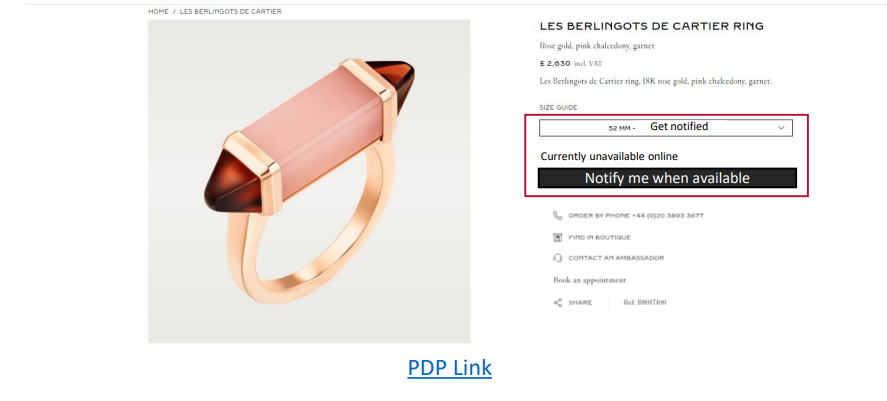 HOME / LES BERLINGOTS DE CARTIER
LES BERLINGOTS DE CARTIER RING
Rose gold, pink chalcedony, garnet
£ 2,630 incl. VAT
Les Berlingots de Cartier ring, 18K rose gold, pink chalcedony, garnet.
SIZE GUIDE
52 MM - Get notified
Currently unavailable online
Notify me when available
ORDER BY PHONE +44 (0)20 3893 3677
FIND IN BOUTIQUE
CONTACT AN AMBASSADOR
Book an appointment
SHARE Ref. B8017100
PDP Link